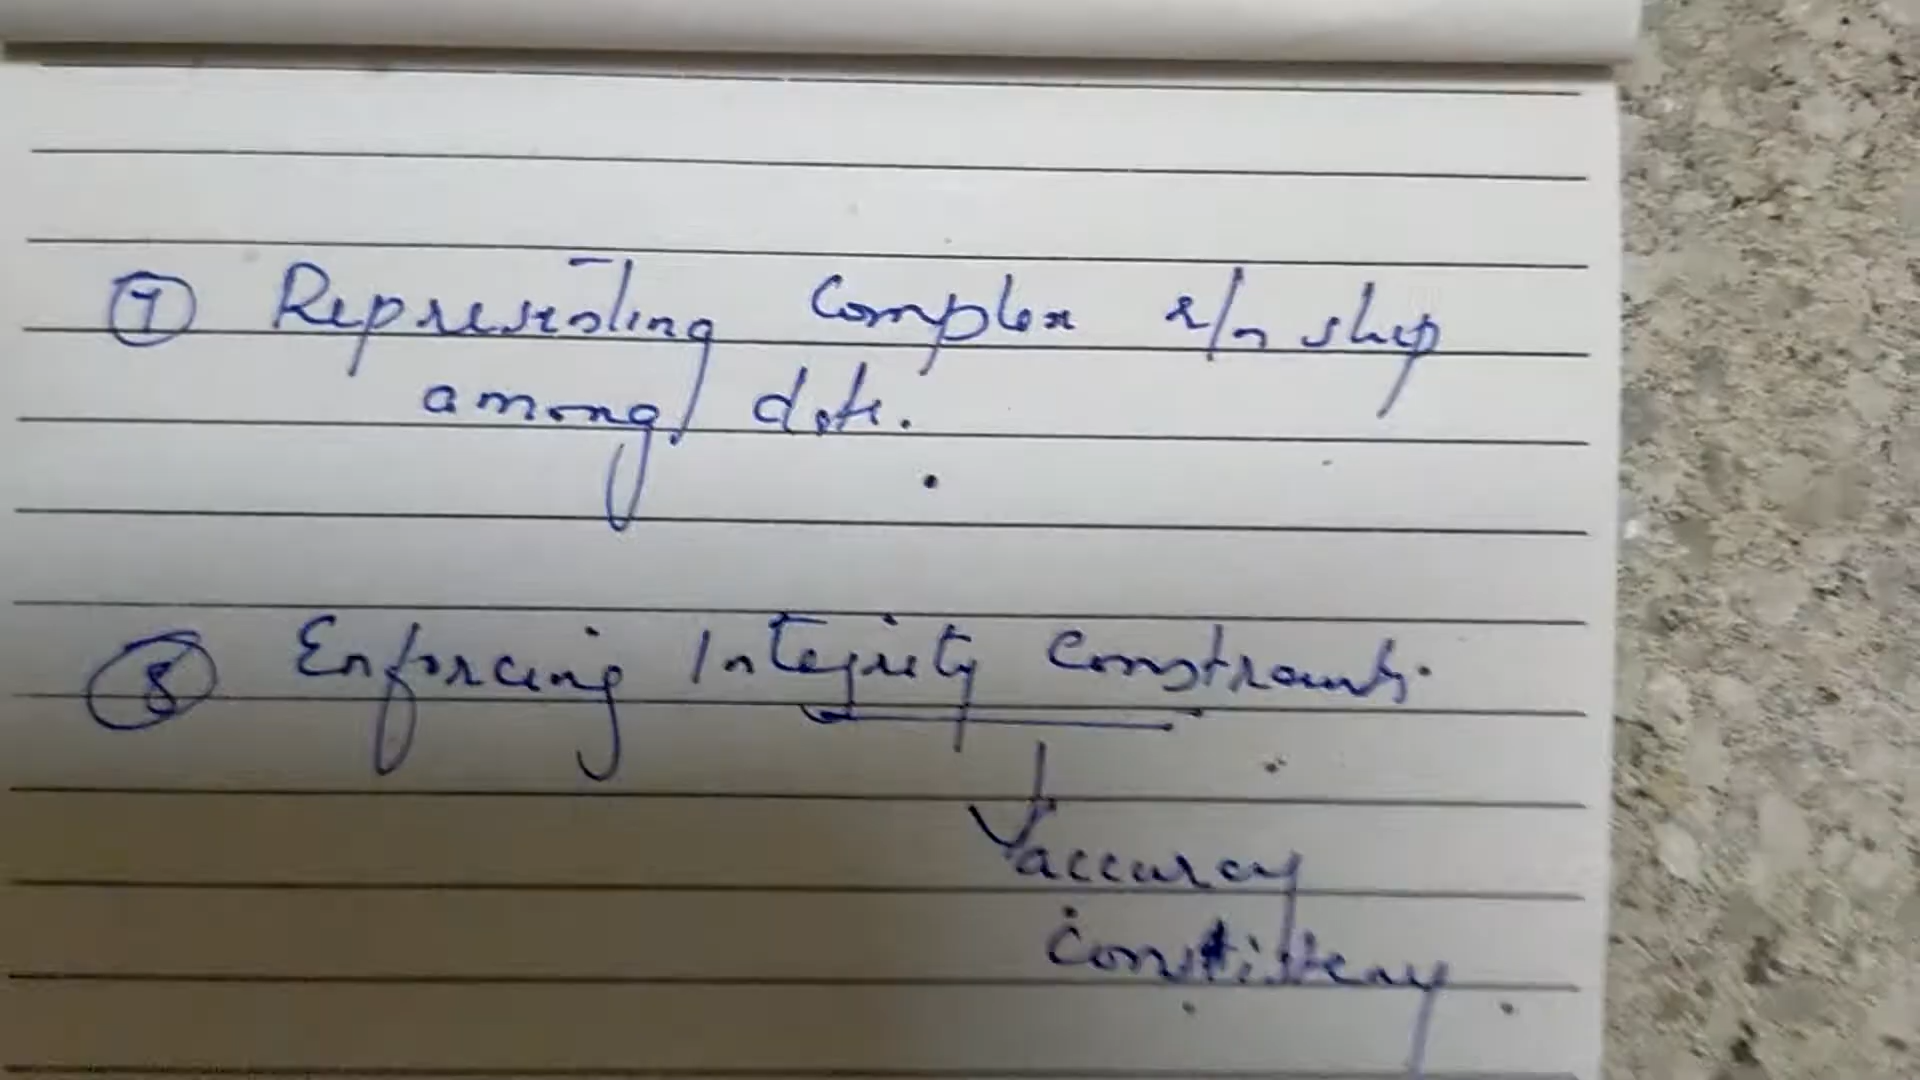 ⑦ Representing Complex r/n ship
among data.
⑧ Enforcing Integrity Constraints.
accuracy
Consistency